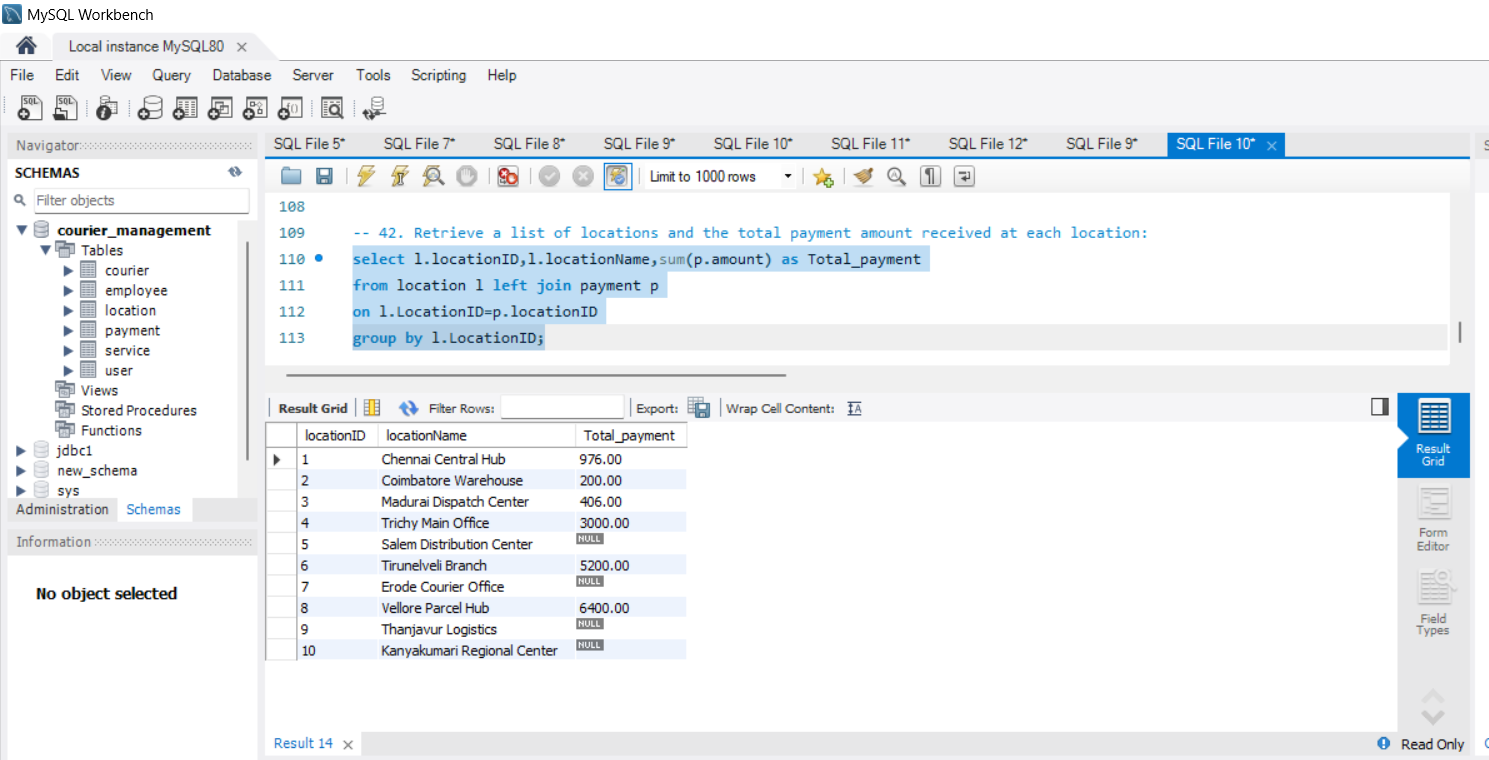 MySQL Workbench
Local instance MySQL80
File Edit View Query Database Server Tools Scripting Help
Navigator
SCHEMAS
Filter objects
courier_management
Tables
courier
employee
location
payment
service
user
Views
Stored Procedures
Functions
jdbc1
new_schema
sys
Administration Schemas
Information
No object selected
SQL File 5* SQL File 7* SQL File 8* SQL File 9* SQL File 10* SQL File 11* SQL File 12* SQL File 9* SQL File 10*
Limit to 1000 rows
108
109 -- 42. Retrieve a list of locations and the total payment amount received at each location:
110 select l.locationID,l.locationName,sum(p.amount) as Total_payment
111 from location l left join payment p
112 on l.LocationID=p.locationID
113 group by l.LocationID;
Result Grid Filter Rows: Export: Wrap Cell Content:
locationID locationName Total_payment
1 Chennai Central Hub 976.00
2 Coimbatore Warehouse 200.00
3 Madurai Dispatch Center 406.00
4 Trichy Main Office 3000.00
5 Salem Distribution Center NULL
6 Tirunelveli Branch 5200.00
7 Erode Courier Office NULL
8 Vellore Parcel Hub 6400.00
9 Thanjavur Logistics NULL
10 Kanyakumari Regional Center NULL
Result
Grid
Form
Editor
Field
Types
Result 14
Read Only